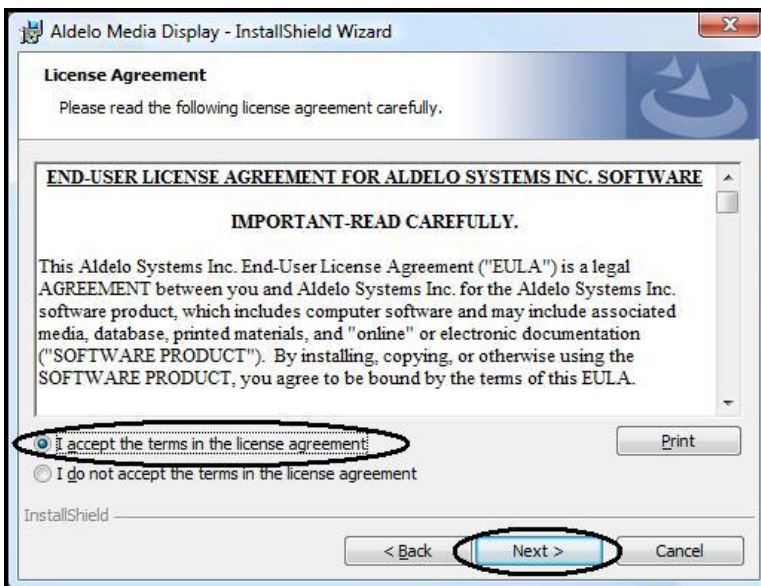 Aldelo Media Display - InstallShield Wizard
License Agreement
Please read the following license agreement carefully.
END-USER LICENSE AGREEMENT FOR ALDELO SYSTEMS INC. SOFTWARE
IMPORTANT-READ CAREFULLY.
This Aldelo Systems Inc. End-User License Agreement ("EULA") is a legal
AGREEMENT between you and Aldelo Systems Inc. for the Aldelo Systems Inc.
software product, which includes computer software and may include associated
media, database, printed materials, and "online" or electronic documentation
("SOFTWARE PRODUCT").  By installing, copying, or otherwise using the
SOFTWARE PRODUCT, you agree to be bound by the terms of this EULA.
I accept the terms in the license agreement
Print
I do not accept the terms in the license agreement
InstallShield
< Back
Next >
Cancel